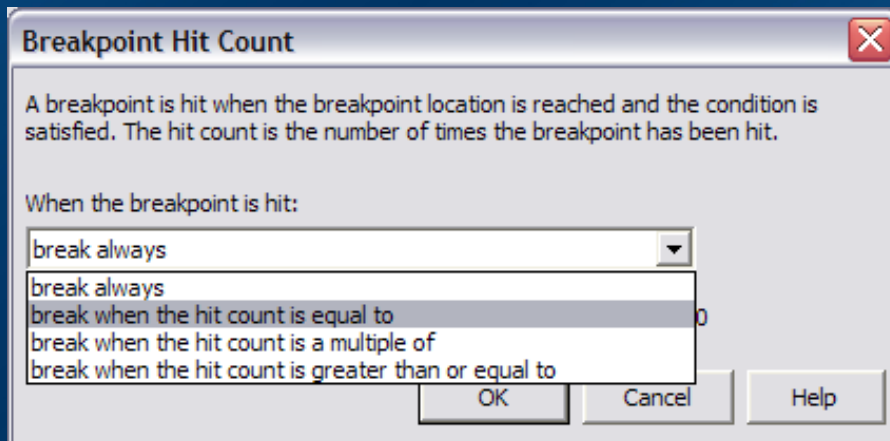 Breakpoint Hit Count
A breakpoint is hit when the breakpoint location is reached and the condition is
satisfied. The hit count is the number of times the breakpoint has been hit.
When the breakpoint is hit:
break always
break always
break when the hit count is equal to
0
break when the hit count is a multiple of
break when the hit count is greater than or equal to
OK
Cancel
Help